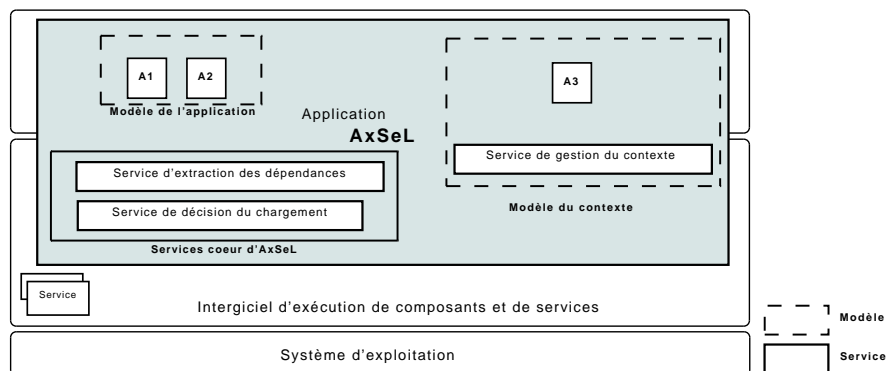 A1
A2
A3
Modèle de l'application
Application
AxSeL
Service de gestion du contexte
Service d'extraction des dépendances
Modèle du contexte
Service de décision du chargement
Services coeur d'AxSeL
Service
Intergiciel d'exécution de composants et de services
Modèle
Système d'exploitation
Service